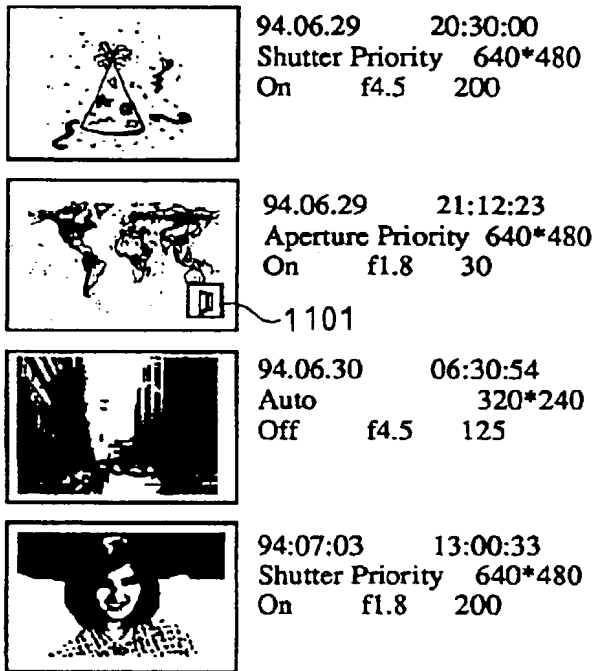 94.06.29 20:30:00
Shutter Priority 640*480
On f4.5 200
94.06.29 21:12:23
Aperture Priority 640*480
On f1.8 30
1101
94.06.30 06:30:54
Auto 320*240
Off f4.5 125
94:07:03 13:00:33
Shutter Priority 640*480
On f1.8 200